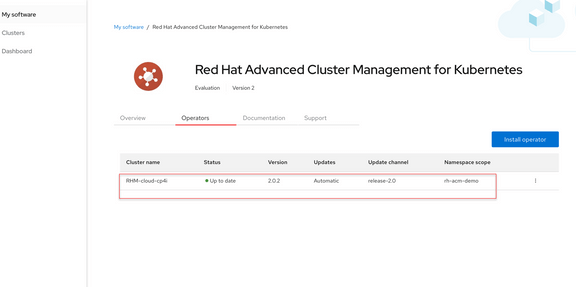 My software
Clusters
Dashboard
My software / Red Hat Advanced Cluster Management for Kubernetes
Red Hat Advanced Cluster Management for Kubernetes
Evaluation Version 2
Overview Operators Documentation Support
Install operator
Cluster name Status Version Updates Update channel Namespace scope
RHM-cloud-cp4i Up to date 2.0.2 Automatic release-2.0 rh-acm-demo